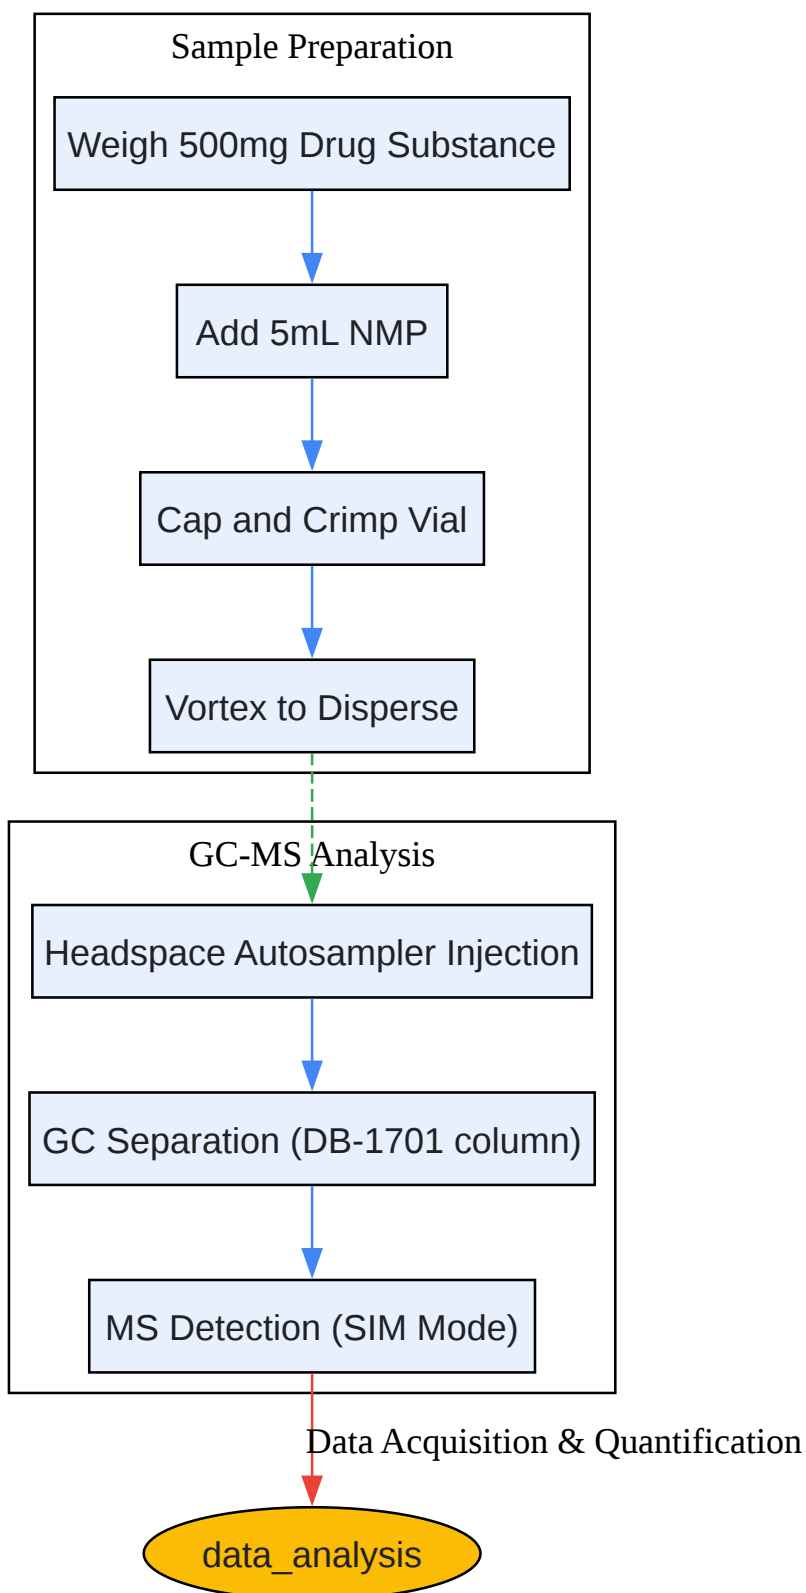 Sample Preparation
Weigh 500mg Drug Substance
Add 5mL NMP
Cap and Crimp Vial
Vortex to Disperse
GC-MS Analysis
Headspace Autosampler Injection
GC Separation (DB-1701 column)
MS Detection (SIM Mode)
Data Acquisition & Quantification
data_analysis